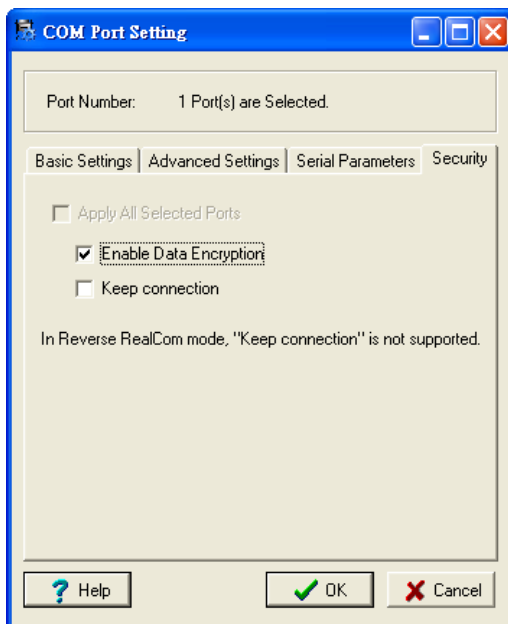 COM Port Setting
Port Number: 1 Port(s) are Selected.
Basic Settings Advanced Settings Serial Parameters Security
Apply All Selected Ports
Enable Data Encryption
Keep connection
In Reverse RealCom mode, "Keep connection" is not supported.
? Help OK Cancel